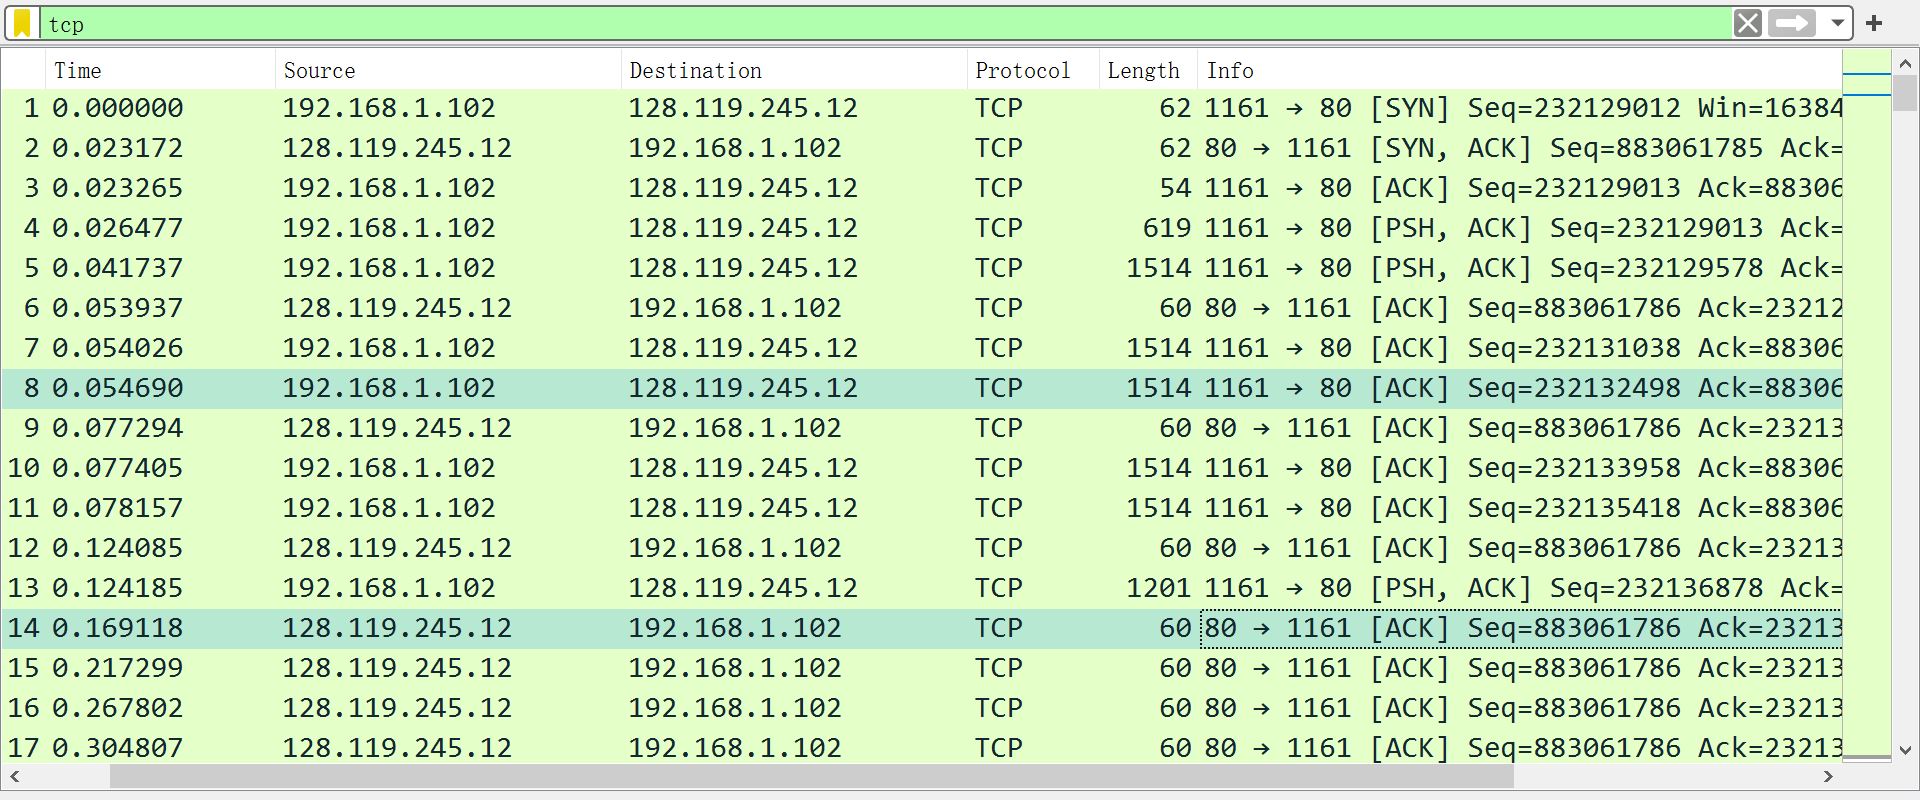 tcp
Time Source Destination Protocol Length Info
1 0.000000 192.168.1.102 128.119.245.12 TCP 62 1161 → 80 [SYN] Seq=232129012 Win=16384
2 0.023172 128.119.245.12 192.168.1.102 TCP 62 80 → 1161 [SYN, ACK] Seq=883061785 Ack=
3 0.023265 192.168.1.102 128.119.245.12 TCP 54 1161 → 80 [ACK] Seq=232129013 Ack=88306
4 0.026477 192.168.1.102 128.119.245.12 TCP 619 1161 → 80 [PSH, ACK] Seq=232129013 Ack=
5 0.041737 192.168.1.102 128.119.245.12 TCP 1514 1161 → 80 [PSH, ACK] Seq=232129578 Ack=
6 0.053937 128.119.245.12 192.168.1.102 TCP 60 80 → 1161 [ACK] Seq=883061786 Ack=23212
7 0.054026 192.168.1.102 128.119.245.12 TCP 1514 1161 → 80 [ACK] Seq=232131038 Ack=88306
8 0.054690 192.168.1.102 128.119.245.12 TCP 1514 1161 → 80 [ACK] Seq=232132498 Ack=88306
9 0.077294 128.119.245.12 192.168.1.102 TCP 60 80 → 1161 [ACK] Seq=883061786 Ack=23213
10 0.077405 192.168.1.102 128.119.245.12 TCP 1514 1161 → 80 [ACK] Seq=232133958 Ack=88306
11 0.078157 192.168.1.102 128.119.245.12 TCP 1514 1161 → 80 [ACK] Seq=232135418 Ack=88306
12 0.124085 128.119.245.12 192.168.1.102 TCP 60 80 → 1161 [ACK] Seq=883061786 Ack=23213
13 0.124185 192.168.1.102 128.119.245.12 TCP 1201 1161 → 80 [PSH, ACK] Seq=232136878 Ack=
14 0.169118 128.119.245.12 192.168.1.102 TCP 60 80 → 1161 [ACK] Seq=883061786 Ack=23213
15 0.217299 128.119.245.12 192.168.1.102 TCP 60 80 → 1161 [ACK] Seq=883061786 Ack=23213
16 0.267802 128.119.245.12 192.168.1.102 TCP 60 80 → 1161 [ACK] Seq=883061786 Ack=23213
17 0.304807 128.119.245.12 192.168.1.102 TCP 60 80 → 1161 [ACK] Seq=883061786 Ack=23213